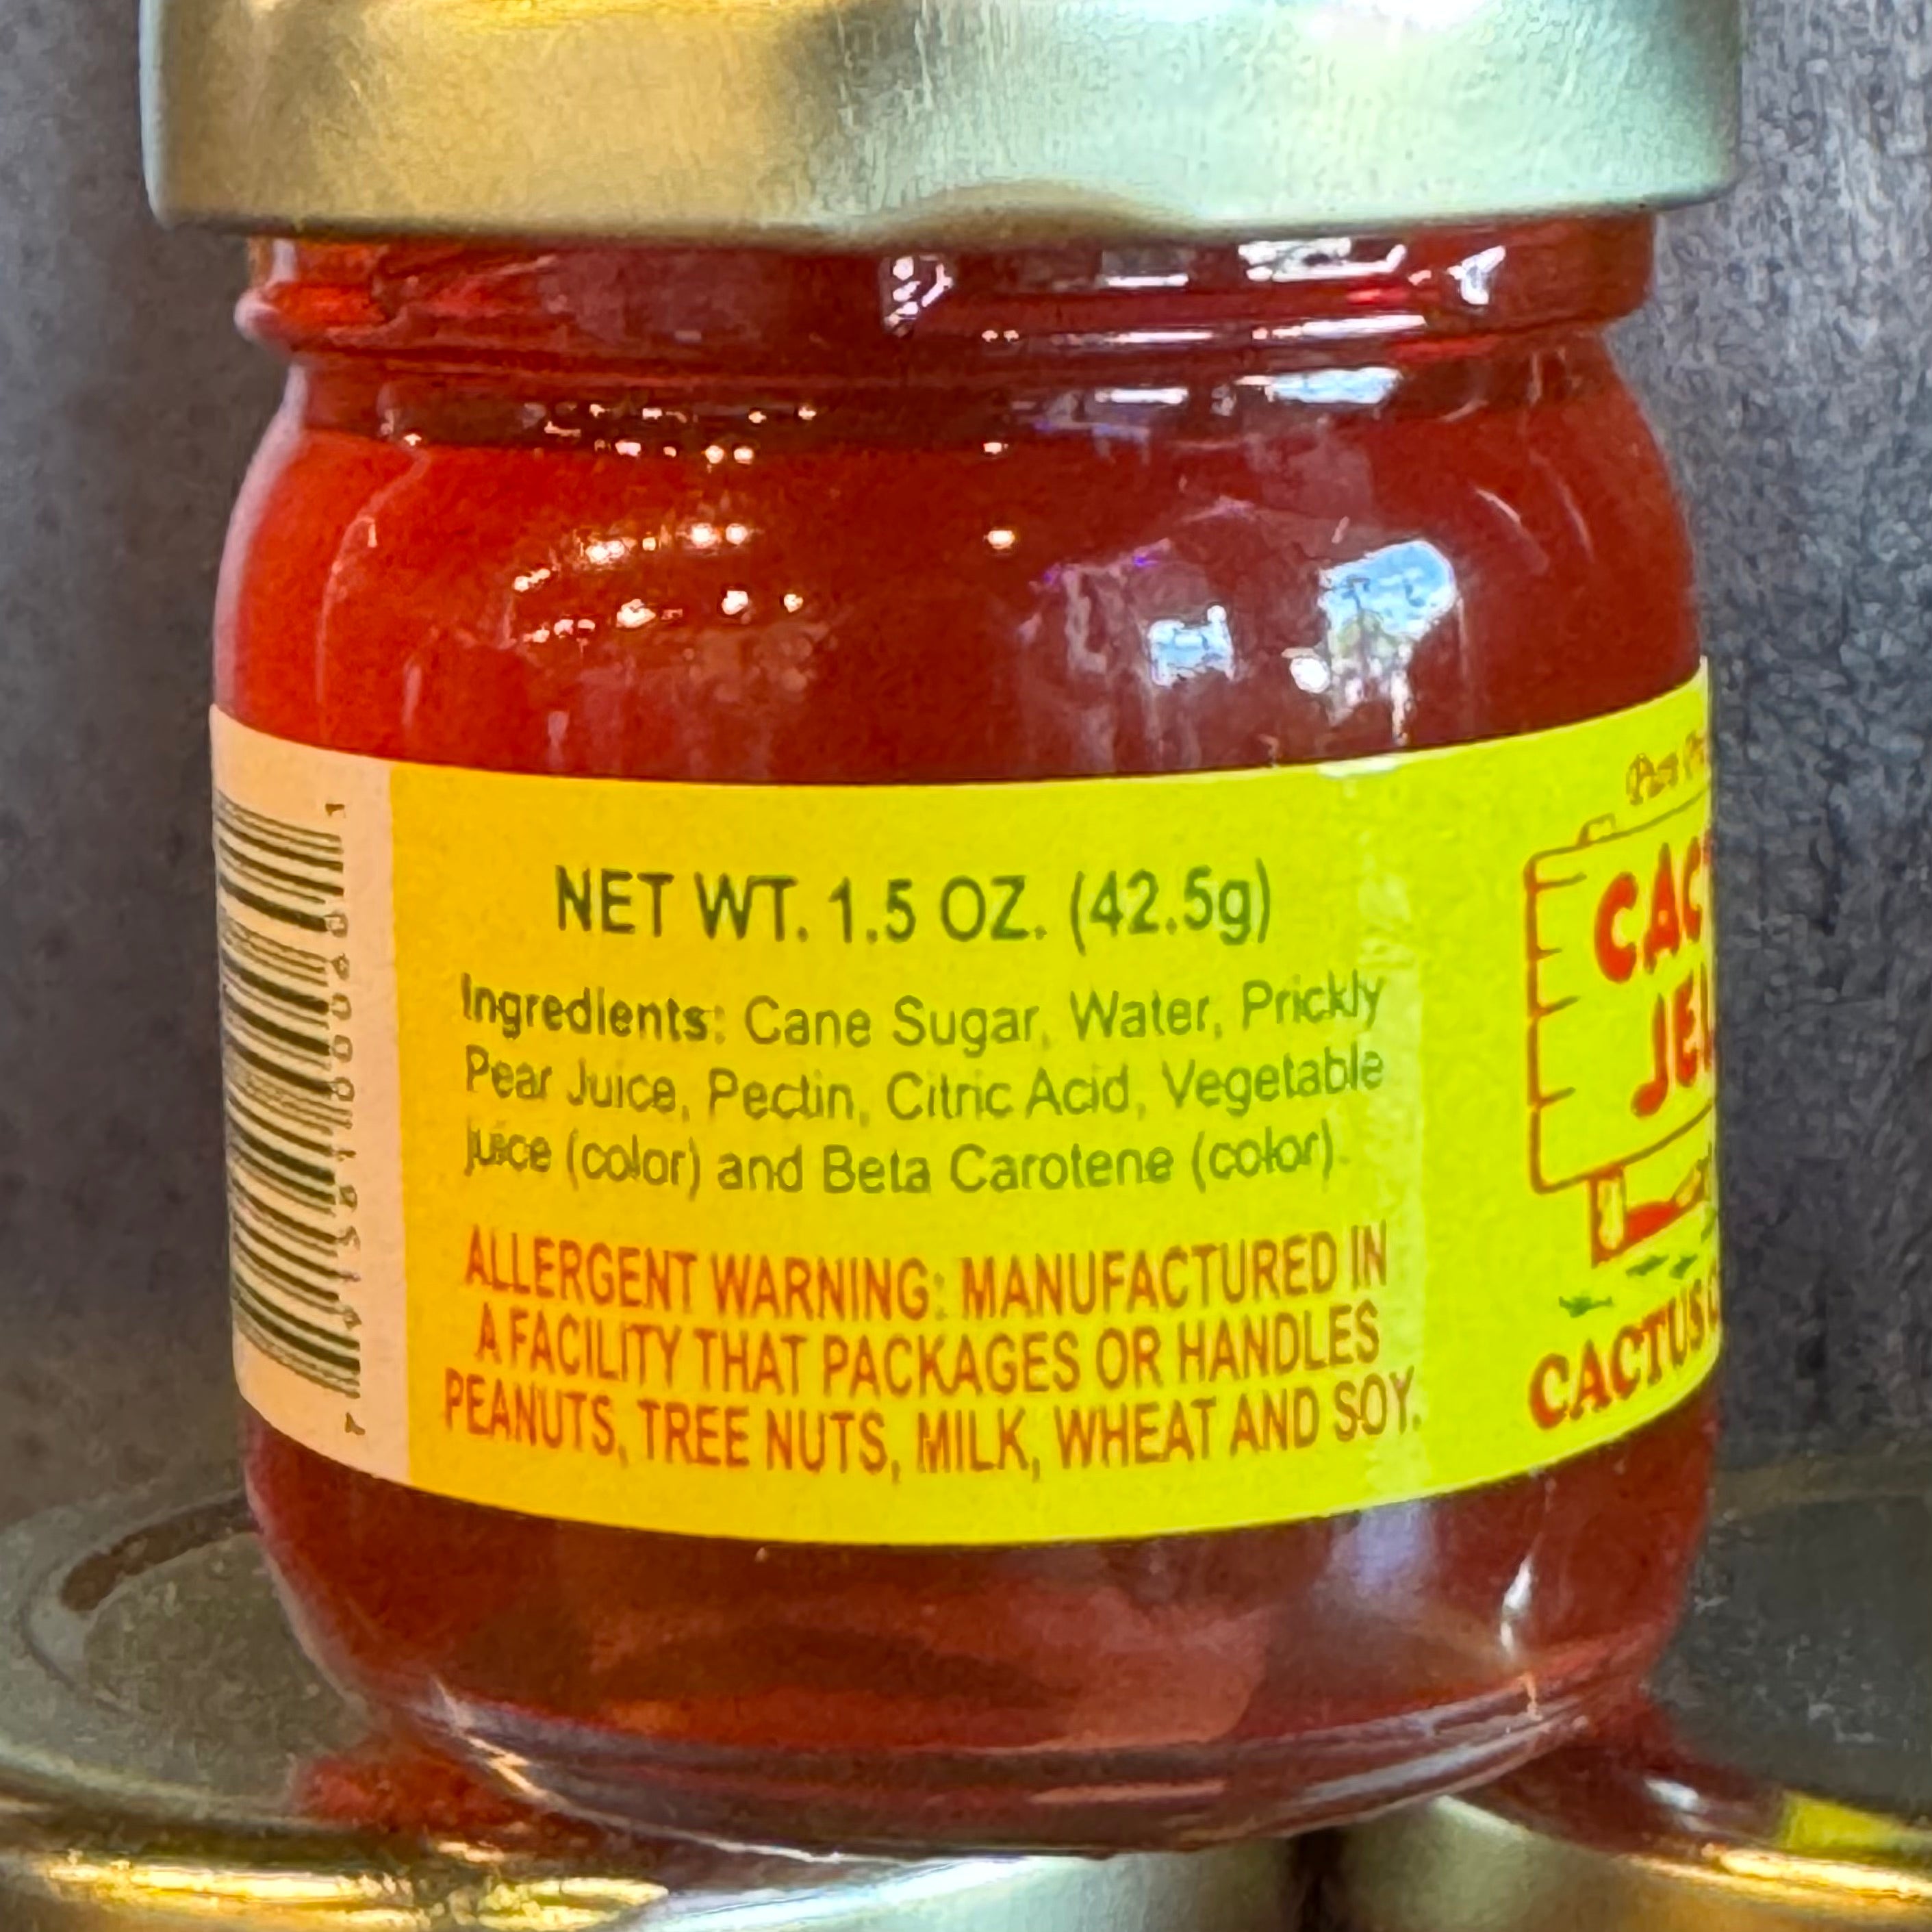 NET WT. 1.5 OZ. (42.5g)
Ingredients: Cane Sugar, Water, Prickly
Pear Juice, Pectin, Citric Acid, Vegetable
juice (color) and Beta Carotene (color).
ALLERGENT WARNING: MANUFACTURED IN
A FACILITY THAT PACKAGES OR HANDLES
PEANUTS, TREE NUTS, MILK, WHEAT AND SOY.
CAC
JEL
CACTUS